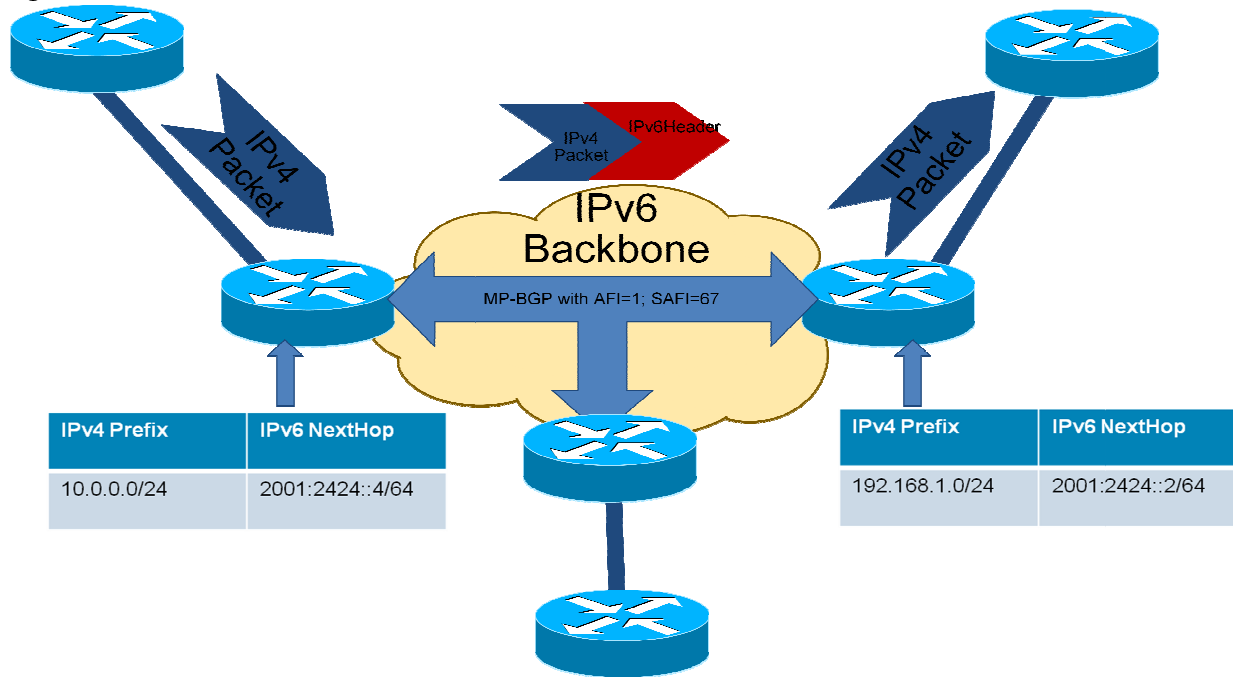 IPv4
Packet
IPv4
Packet
IPv6Header
IPv4
Packet
IPv6
Backbone
MP-BGP with AFI=1; SAFI=67
IPv4 Prefix IPv6 NextHop
10.0.0.0/24 2001:2424::4/64
IPv4 Prefix IPv6 NextHop
192.168.1.0/24 2001:2424::2/64